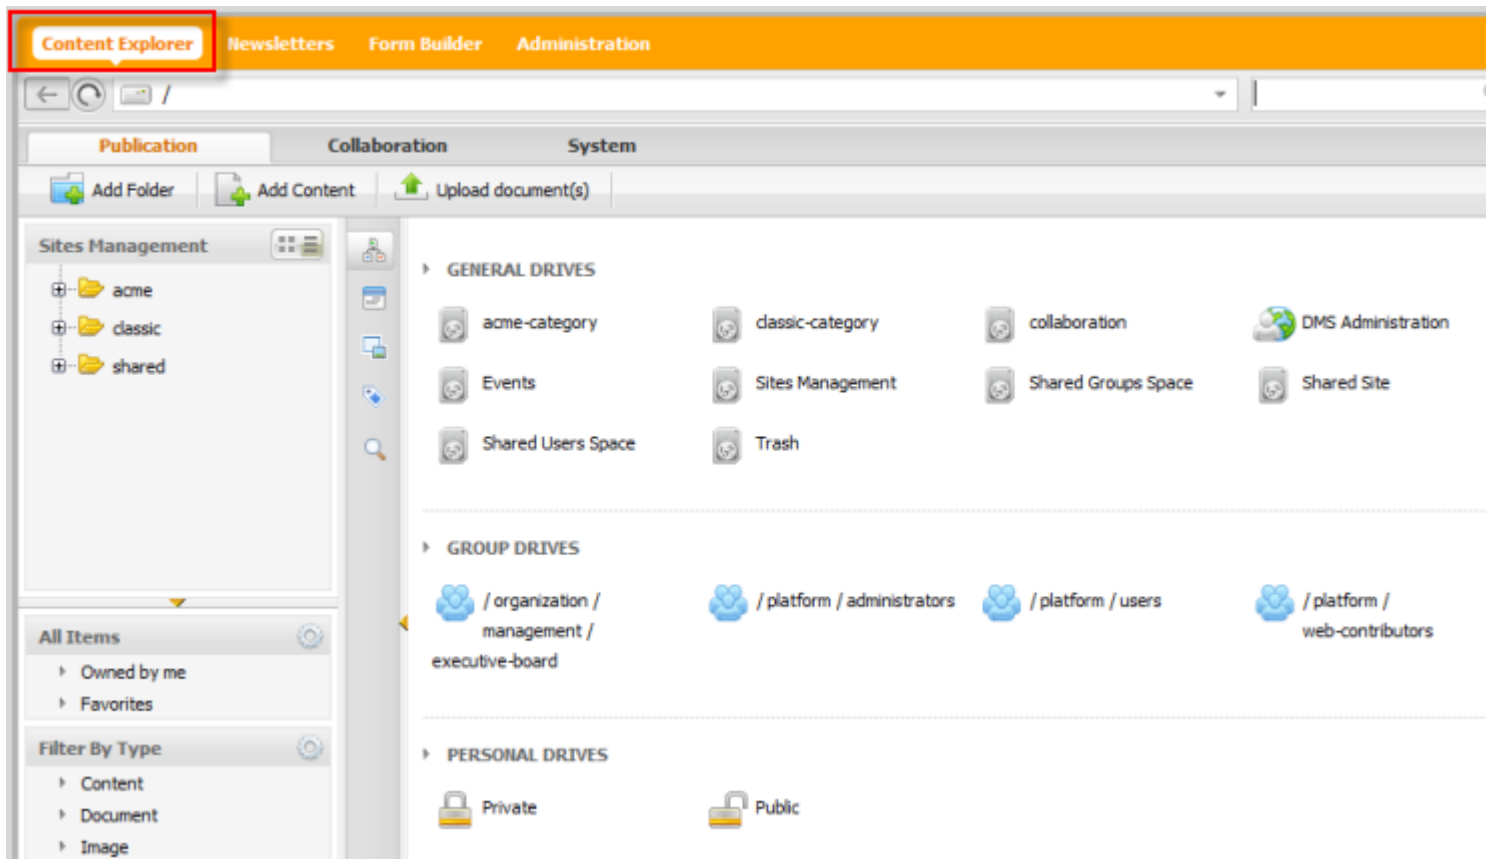 Content Explorer Newsletters Form Builder Administration
/
Publication Collaboration System
Add Folder Add Content Upload document(s)
Sites Management
acme
classic
shared
GENERAL DRIVES
acme-category classic-category collaboration DMS Administration
Events Sites Management Shared Groups Space Shared Site
Shared Users Space Trash
GROUP DRIVES
/ organization / / platform / administrators / platform / users / platform /
management / web-contributors
executive-board
All Items
Owned by me
Favorites
Filter By Type
Content
Document
Image
PERSONAL DRIVES
Private Public